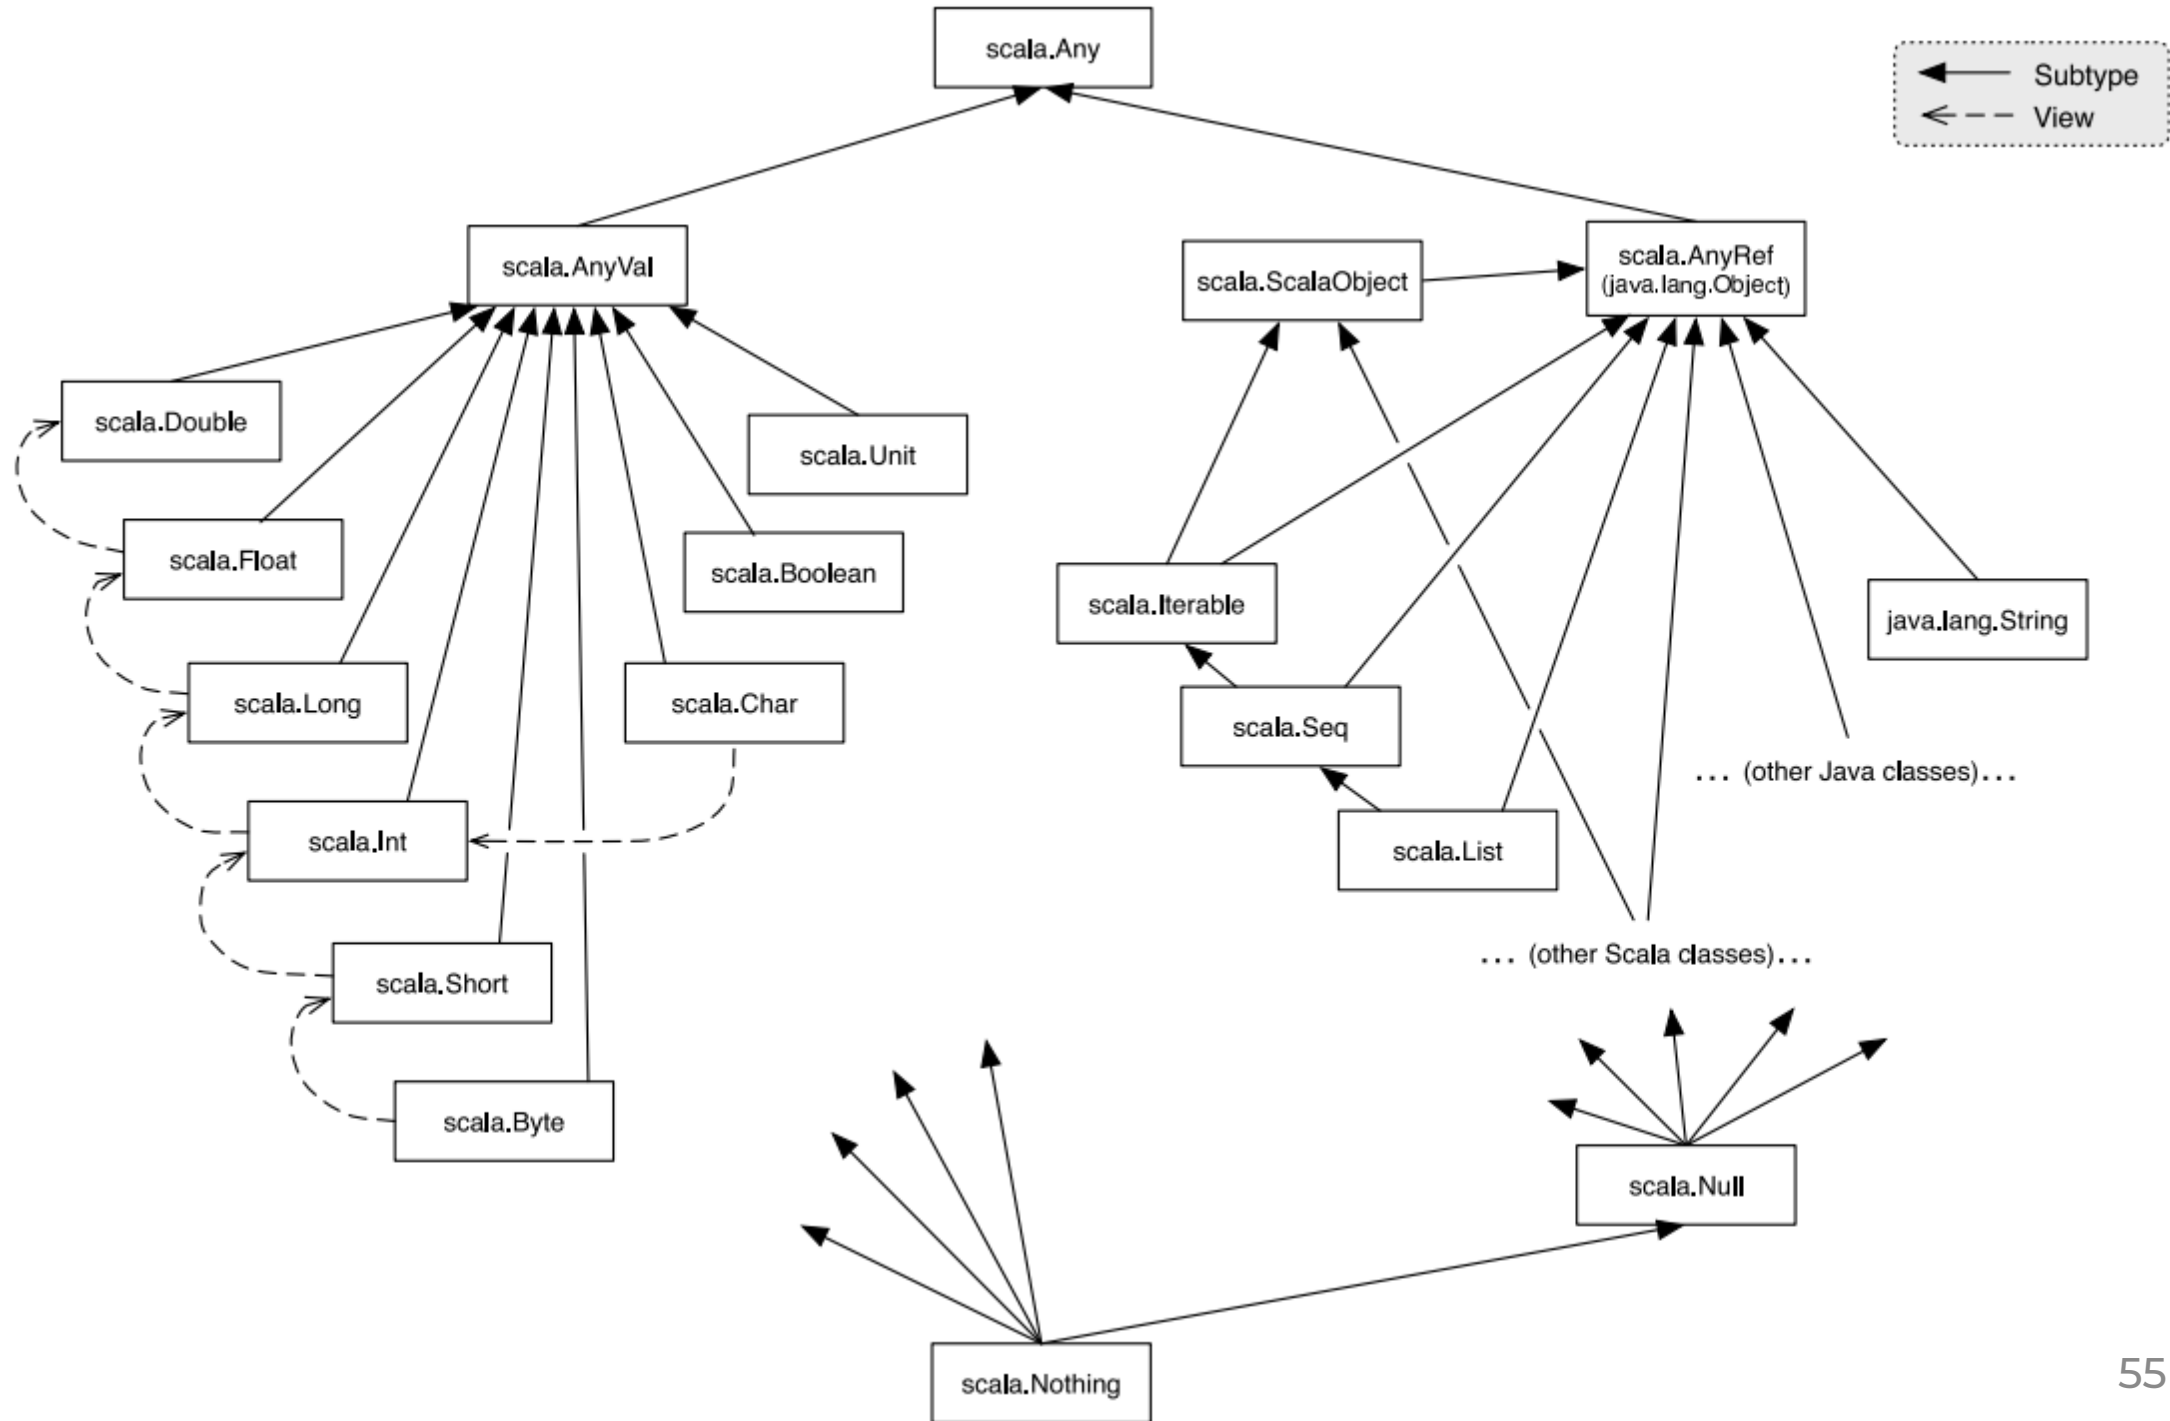 scala.Any
Subtype
View
scala.AnyVal
scala.ScalaObject
scala.AnyRef
(java.lang.Object)
scala.Double
scala.Unit
scala.Float
scala.Boolean
scala.Iterable
java.lang.String
scala.Long
scala.Char
scala.Seq
... (other Java classes)...
scala.Int
scala.List
... (other Scala classes)...
scala.Short
scala.Byte
scala.Null
scala.Nothing
55